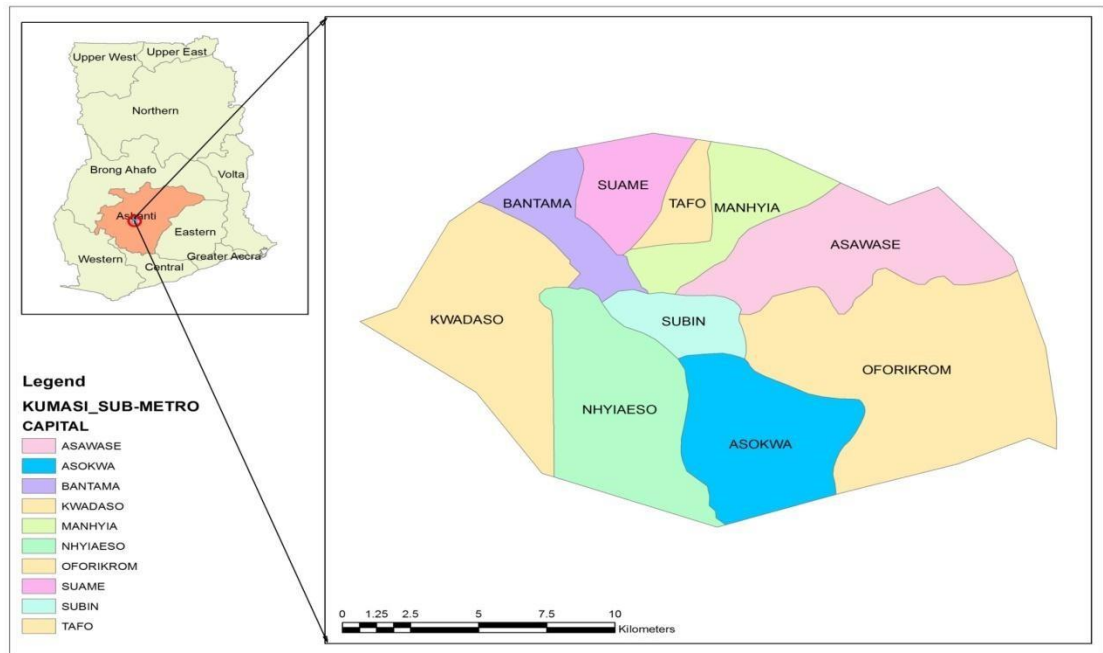 Upper West
Upper East
Northern
Brong Ahafo
Volta
Ashanti
Eastern
Western
Central
Greater Accra
Legend
KUMASI_SUB-METRO
CAPITAL
ASAWASE
ASOKWA
BANTAMA
KWADASO
MANHYIA
NHYIAESO
OFORIKROM
SUAME
SUBIN
TAFO
SUAME
TAFO
BANTAMA
MANHYIA
ASAWASE
KWADASO
SUBIN
OFORIKROM
NHYIAESO
ASOKWA
0 1.25 2.5 5 7.5 10
Kilometers